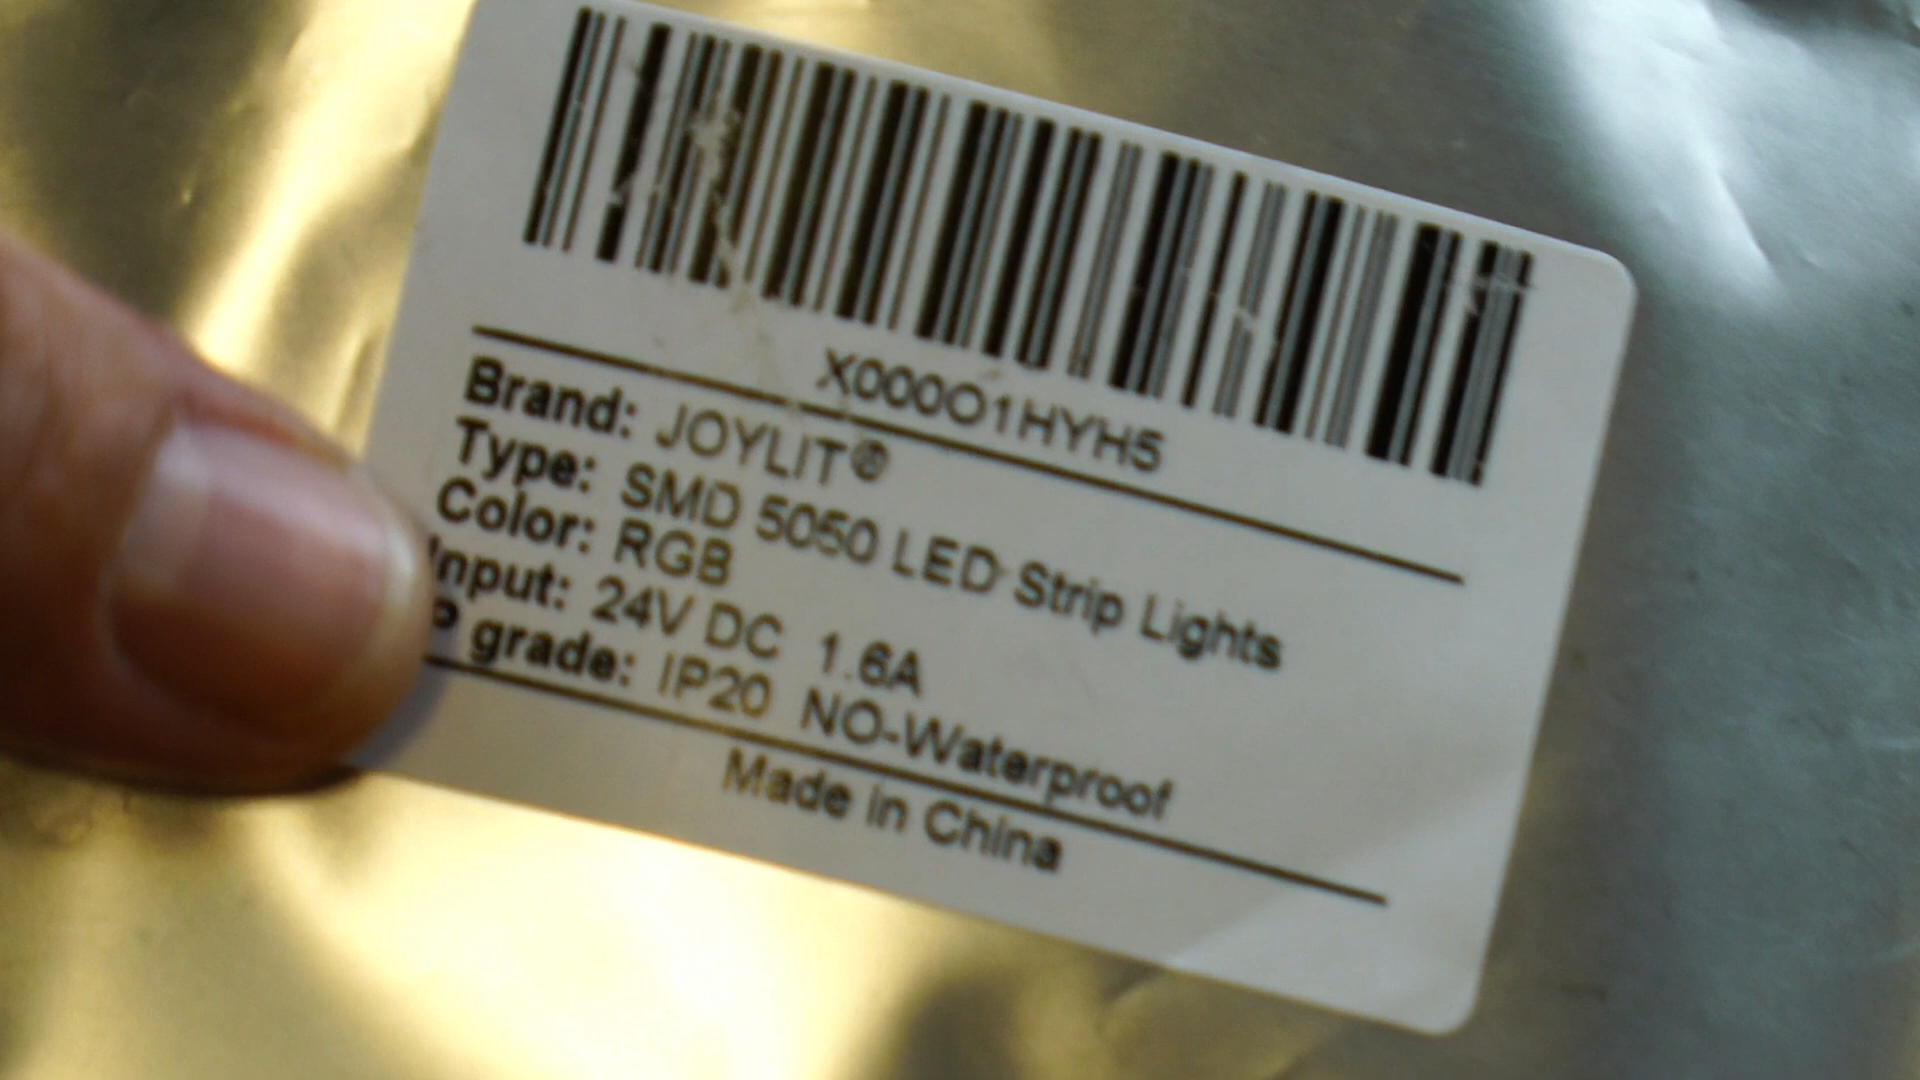 X000O1HYH5
Brand: JOYLIT®
Type: SMD 5050 LED Strip Lights
Color: RGB
Input: 24V DC 1.6A
P grade: IP20 NO-Waterproof
Made in China